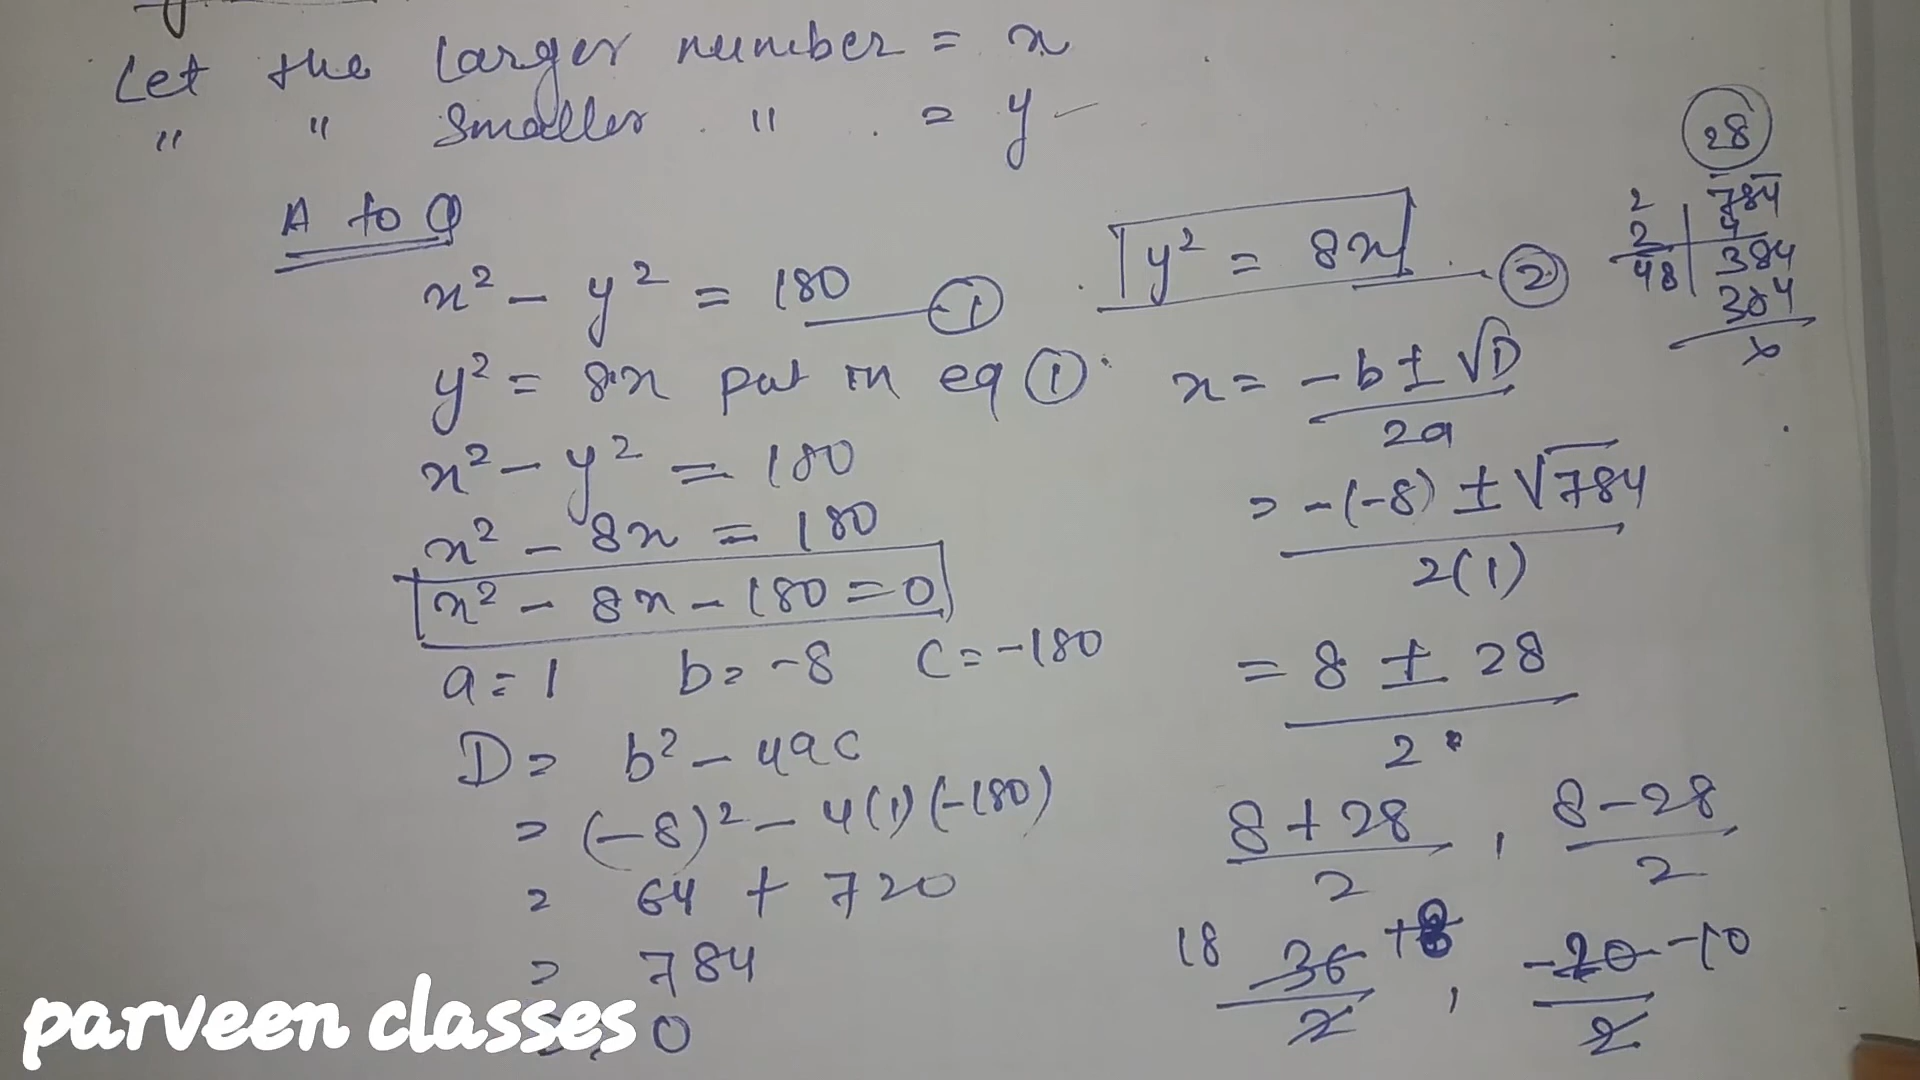 Let the larger number = x
" " smaller " = y
A to Q
x² - y² = 180 ①
y² = 8x put in eq ①
x² - y² = 180
x² - 8x = 180
x² - 8x - 180 = 0
a = 1 b = -8 c = -180
D = b² - 4ac
= (-8)² - 4(1)(-180)
= 64 + 720
= 784
0
y² = 8x ②
x = -b ± √D
2a
= -(-8) ± √784
2(1)
= 8 ± 28
2
8 + 28 , 8 - 28
2 2
18 36 , -20 -10
2 2
28
2 784
2 4
48 384
384
x
parveen classes